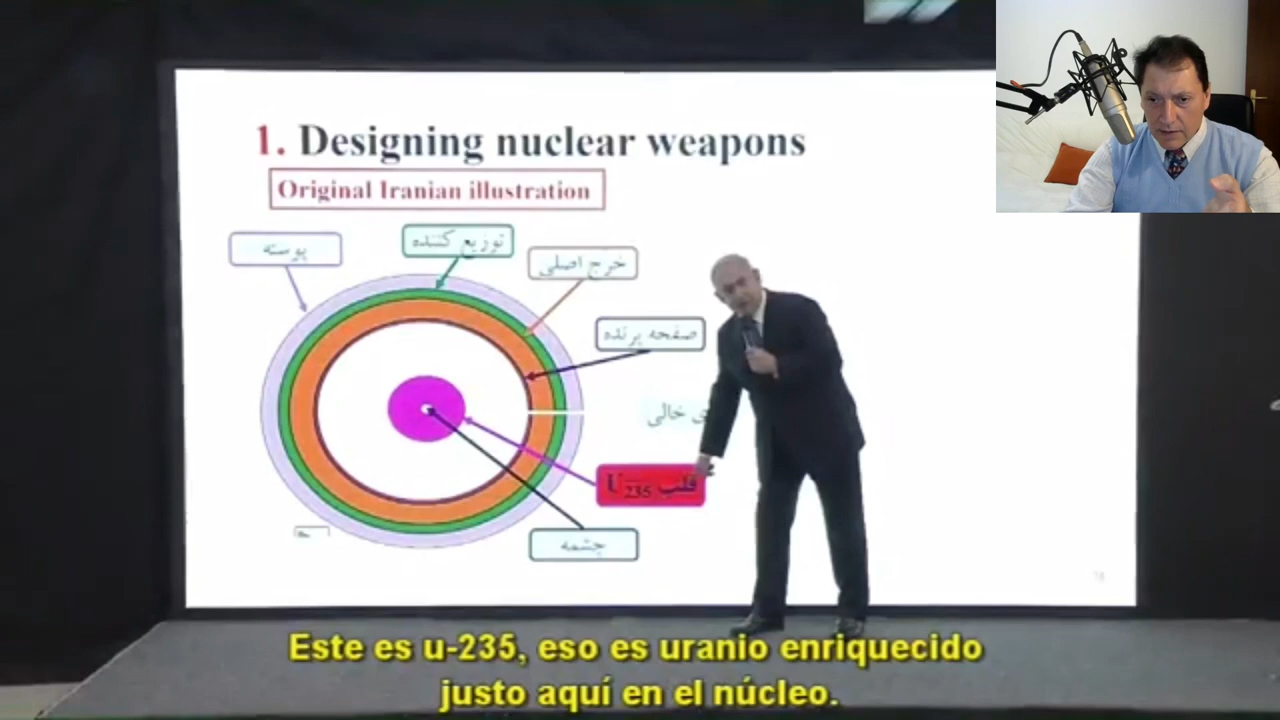 1. Designing nuclear weapons
Original Iranian illustration
پوسته
توزیع کننده
خرج اصلی
صفحه پرنده
خالی
قلب U235
چشمه
Este es u-235, eso es uranio enriquecido
justo aquí en el núcleo.